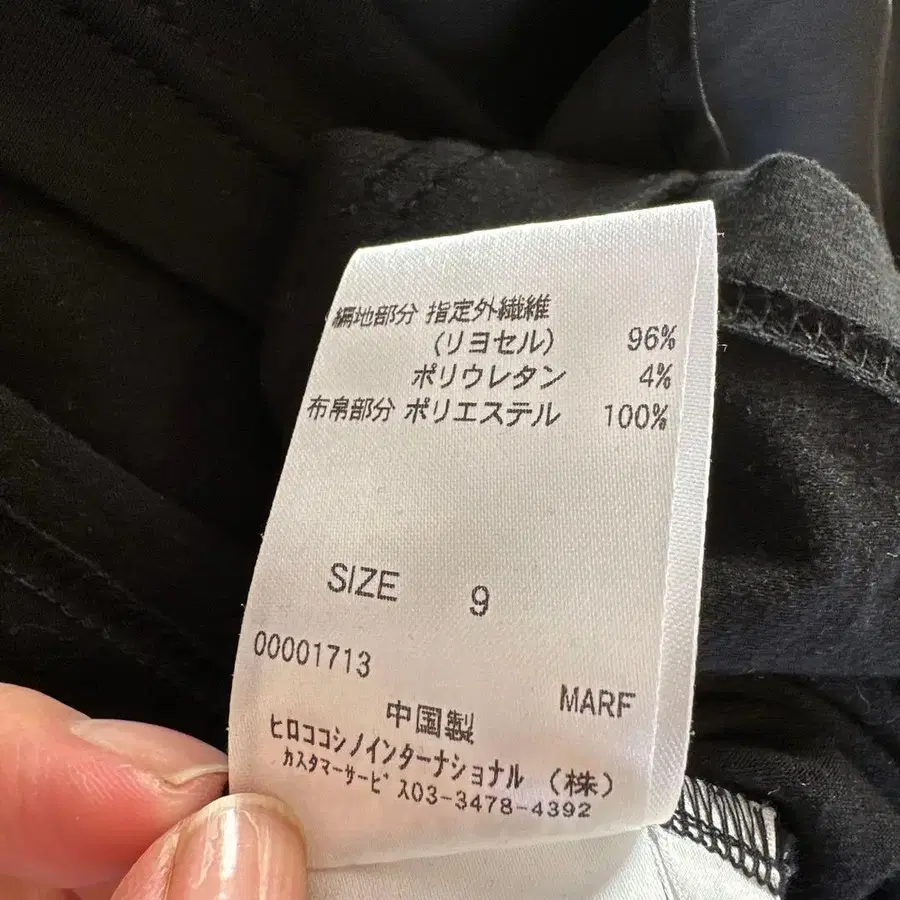 編地部分 指定外繊維
(リヨセル) 96%
ポリウレタン 4%
布帛部分 ポリエステル 100%
SIZE 9
00001713
MARF
中国製
ヒロココシノインターナショナル (株)
カスタマーサービス03-3478-4392